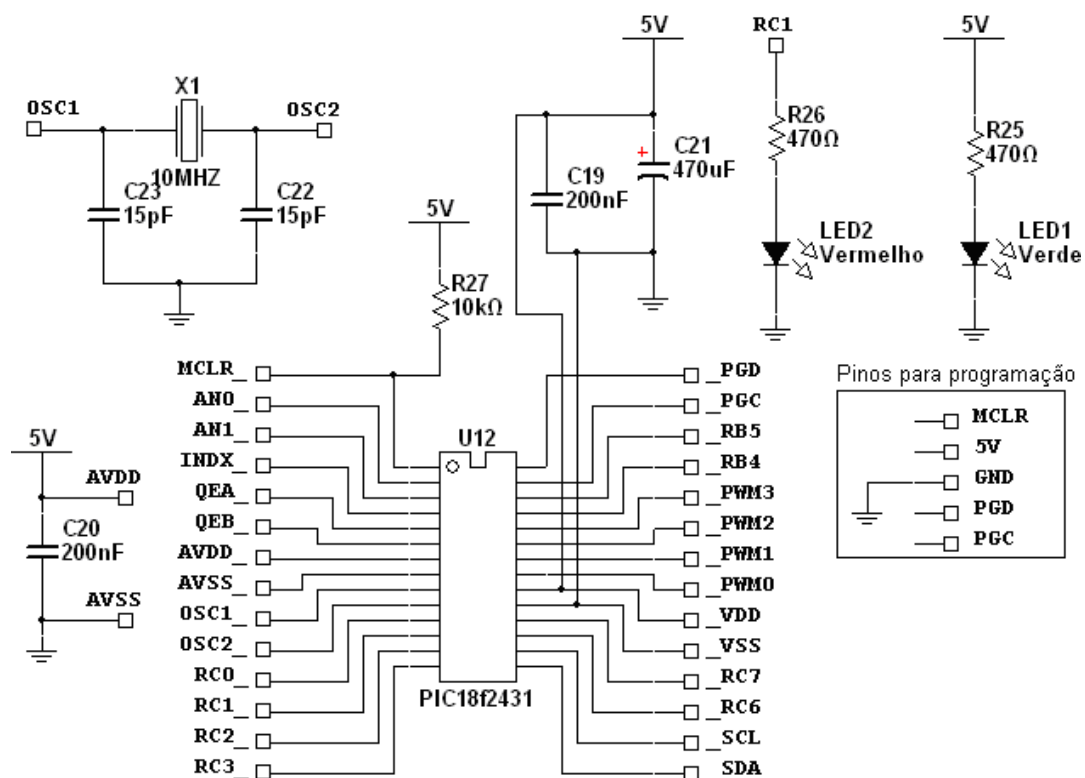 5V
RC1
5V
X1
OSC1
OSC2
10MHZ
C23
15pF
C22
15pF
5V
R27
10kΩ
C19
200nF
+
C21
470uF
R26
470Ω
LED2
Vermelho
R25
470Ω
LED1
Verde
MCLR_
AN0_
AN1_
INDX_
QEA_
QEB_
AVDD_
AVSS_
OSC1_
OSC2_
RC0_
RC1_
RC2_
RC3_
U12
PIC18f2431
_PGD
_PGC
_RB5
_RB4
_PWM3
_PWM2
_PWM1
_PWM0
_VDD
_VSS
_RC7
_RC6
_SCL
_SDA
5V
AVDD
C20
200nF
AVSS
Pinos para programação
MCLR
5V
GND
PGD
PGC